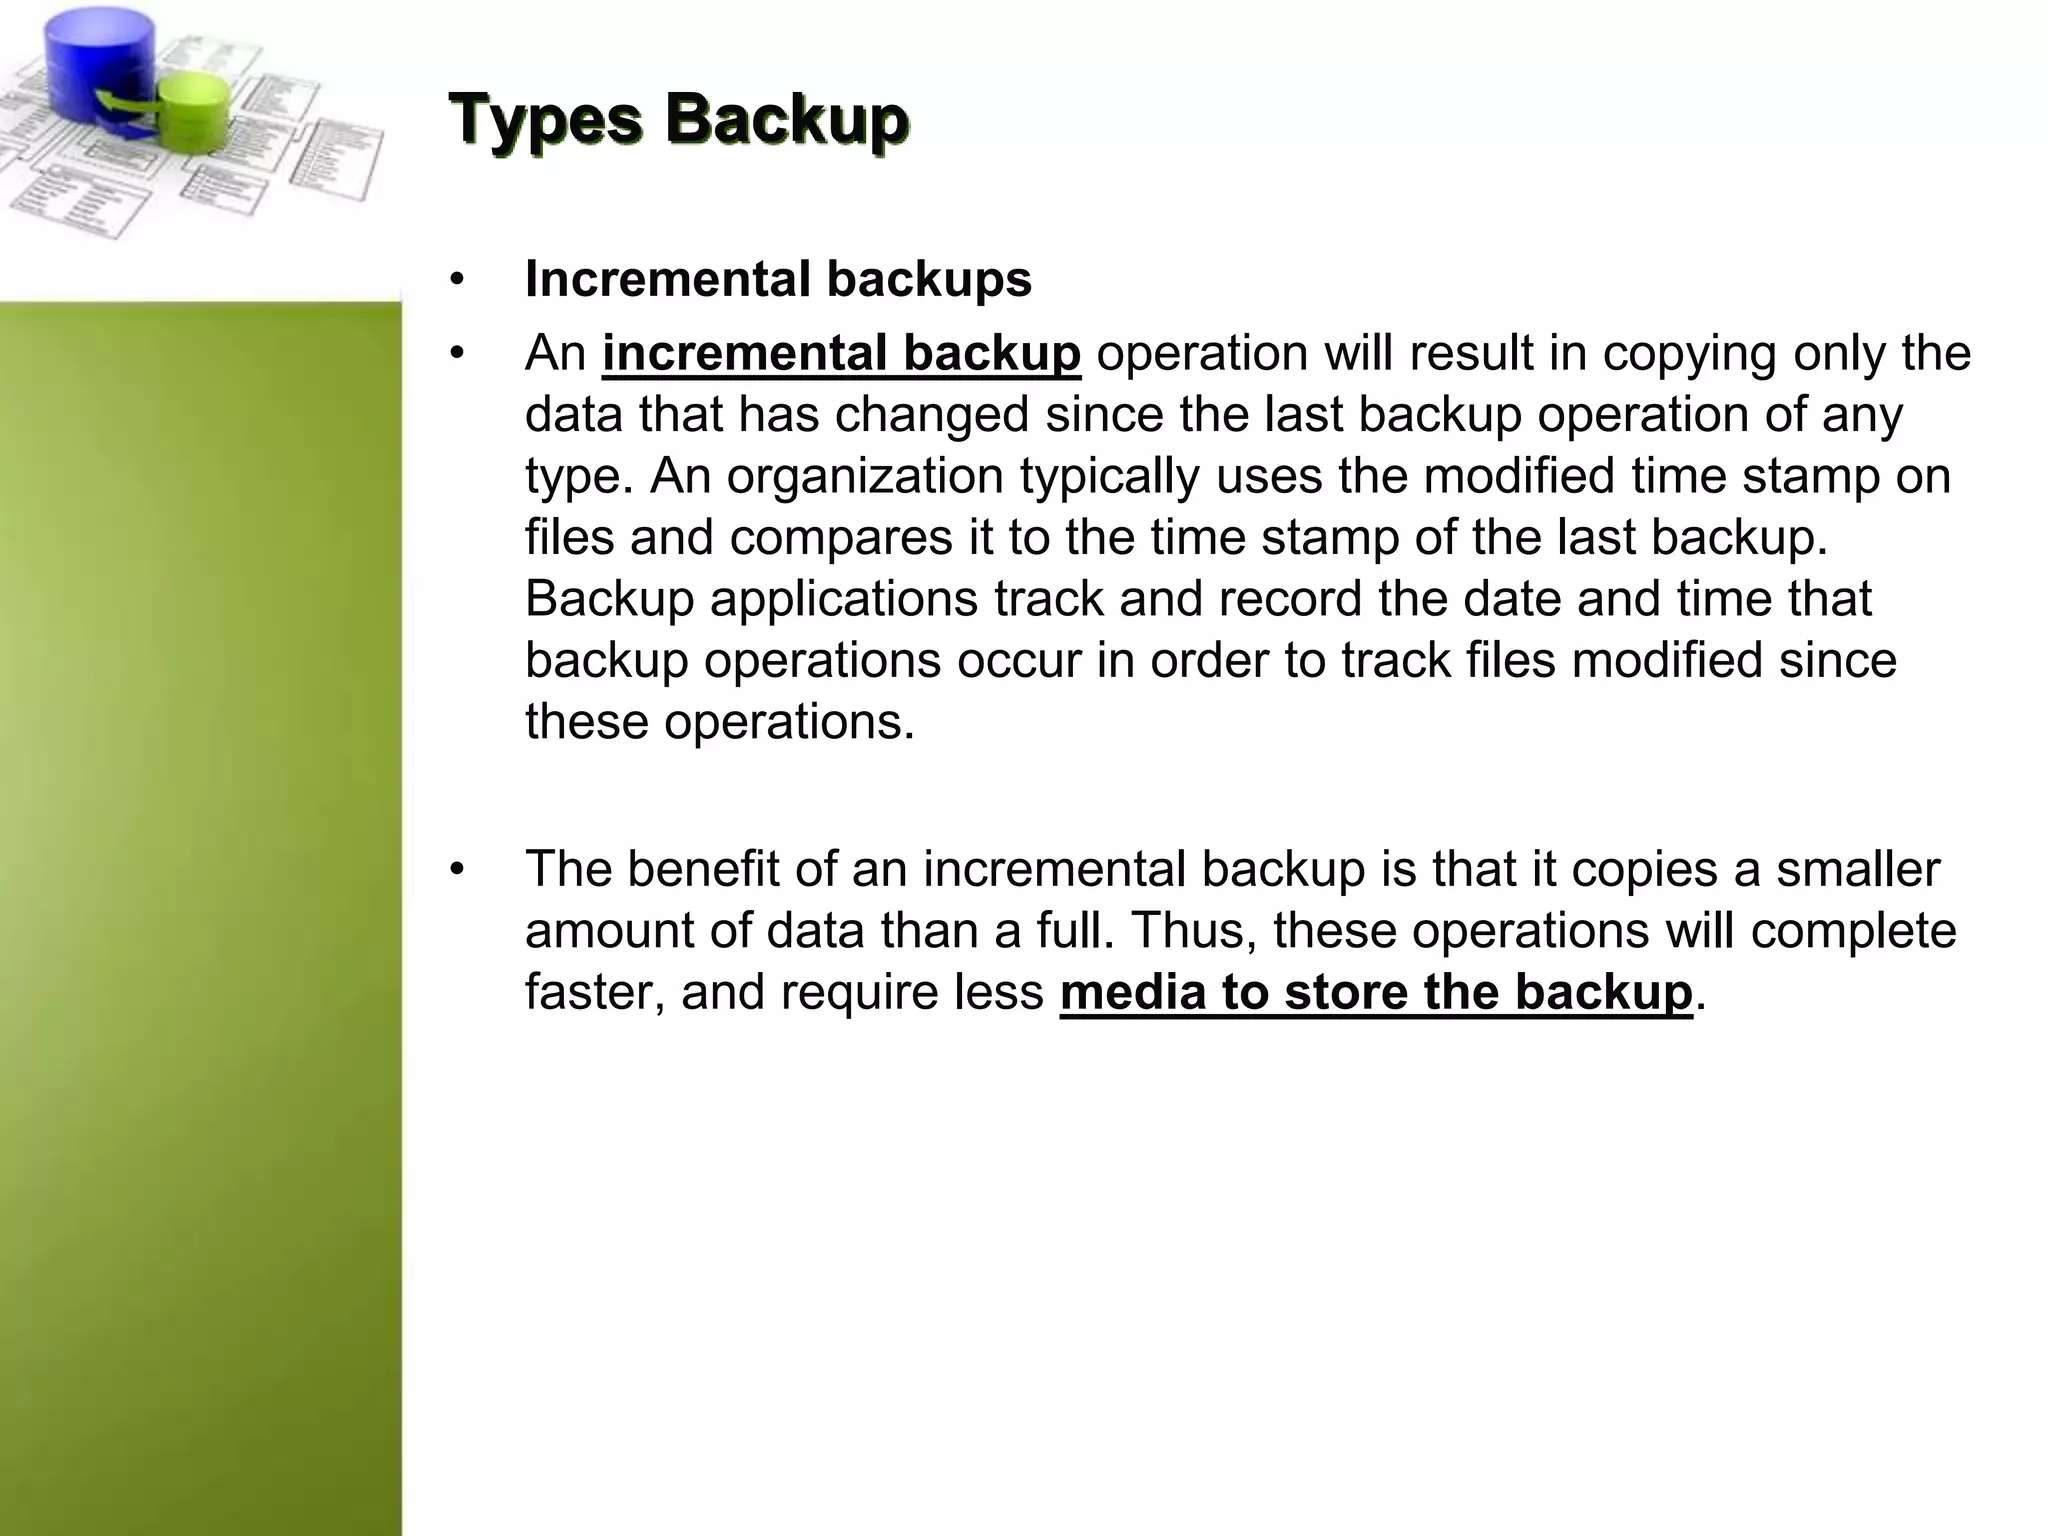 Types Backup
• Incremental backups
• An incremental backup operation will result in copying only the
data that has changed since the last backup operation of any
type. An organization typically uses the modified time stamp on
files and compares it to the time stamp of the last backup.
Backup applications track and record the date and time that
backup operations occur in order to track files modified since
these operations.
• The benefit of an incremental backup is that it copies a smaller
amount of data than a full. Thus, these operations will complete
faster, and require less media to store the backup.